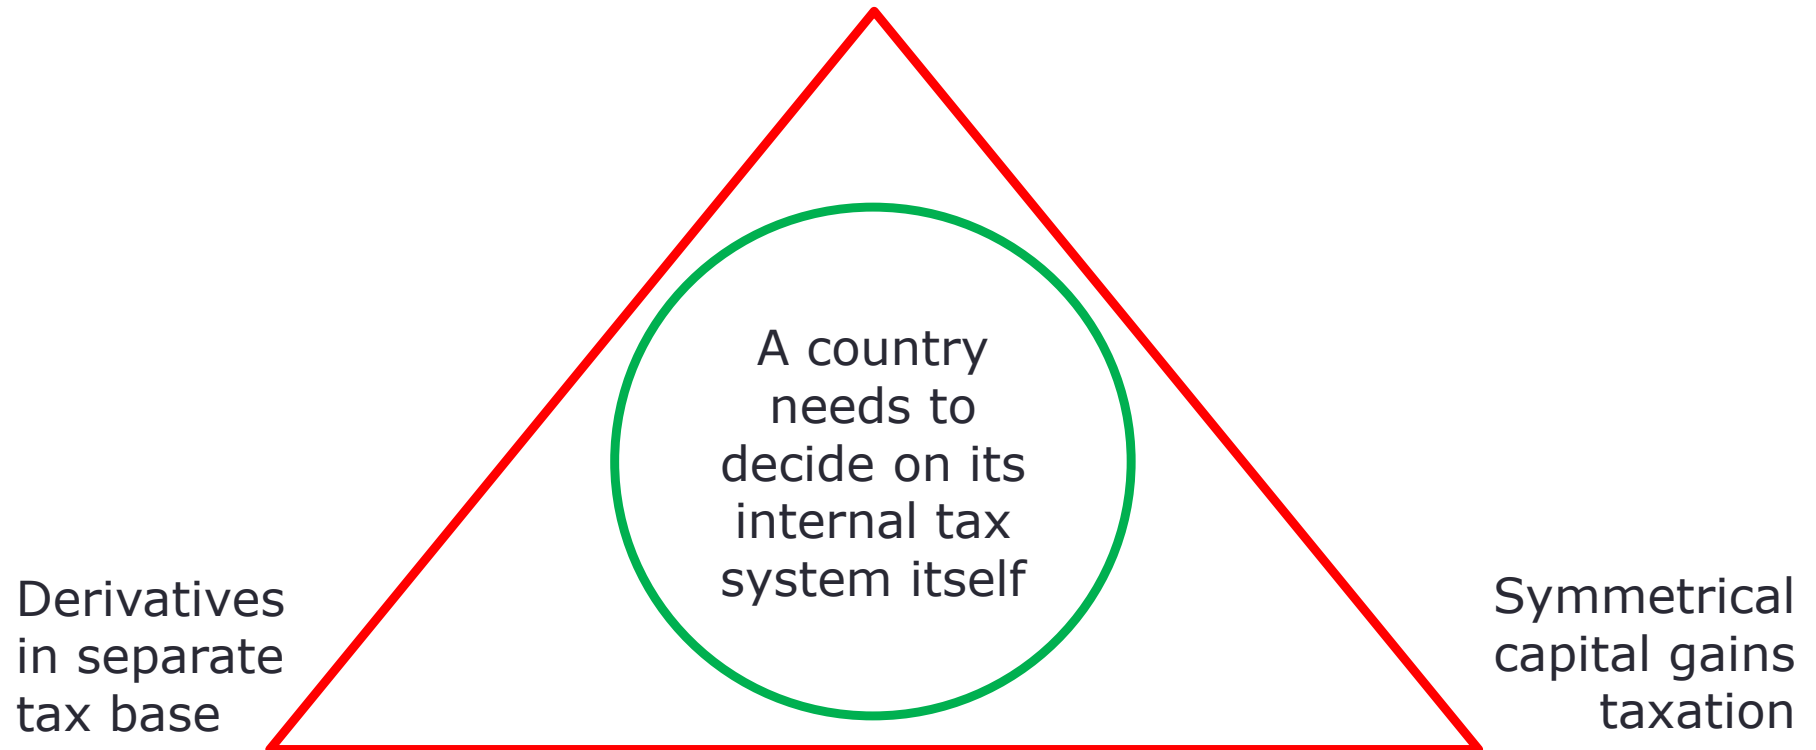 A country
needs to
decide on its
internal tax
system itself
Derivatives
in separate
tax base
Symmetrical
capital gains
taxation